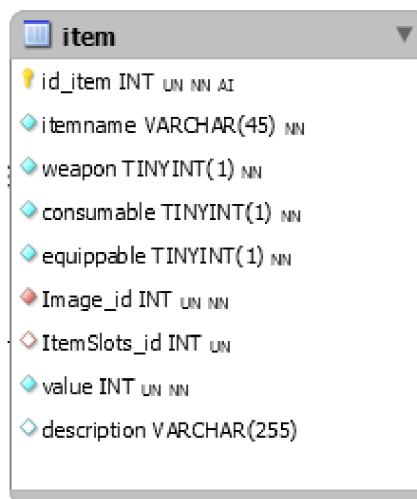 item
id_item INT UN NN AI
itemname VARCHAR(45) NN
weapon TINYINT(1) NN
consumable TINYINT(1) NN
equippable TINYINT(1) NN
Image_id INT UN NN
ItemSlots_id INT UN
value INT UN NN
description VARCHAR(255)